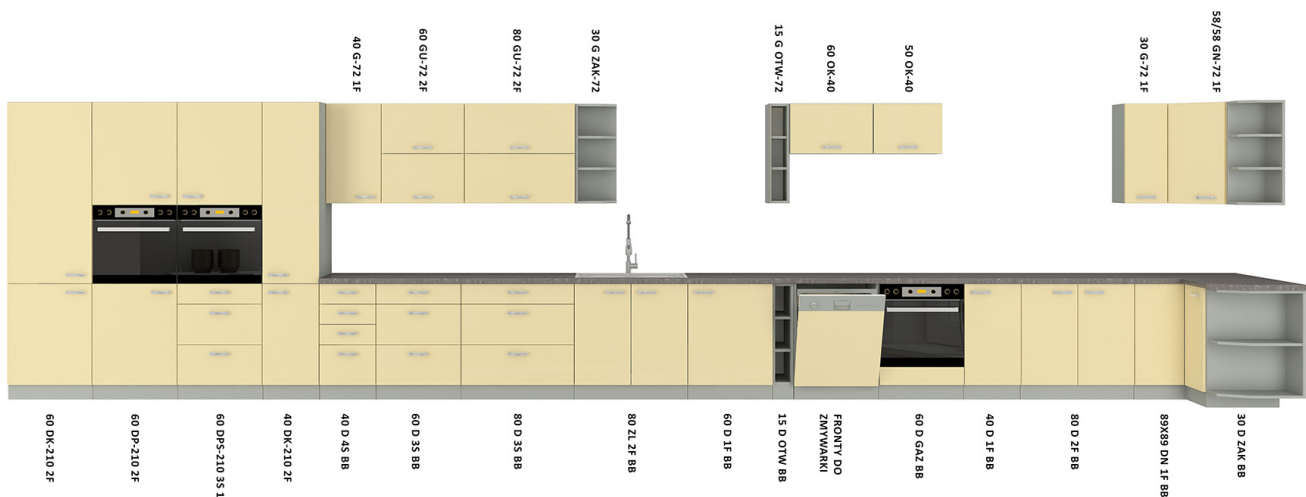 40 G-72 1F
60 GU-72 2F
80 GU-72 2F
30 G ZAK-72
15 G OTW-72
60 OK-40
50 OK-40
30 G-72 1F
58/58 GN-72 1F
60 DK-210 2F
60 DP-210 2F
60 DPS-210 3S 1
40 DK-210 2F
40 D 4S BB
60 D 3S BB
80 D 3S BB
80 ZL 2F BB
60 D 1F BB
15 D OTW BB
FRONTY DO
ZMYWARKI
60 D GAZ BB
40 D 1F BB
80 D 2F BB
89X89 DN 1F BB
30 D ZAK BB